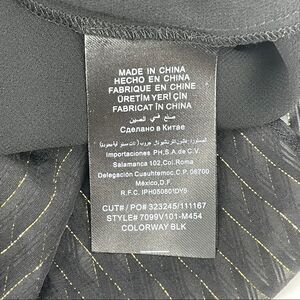 MADE IN CHINA
HECHO EN CHINA
FABRIQUE EN CHINE
ÜRETİM YERİ ÇİN
FABRICAT ÎN CHINA
صنع في الصين
Сделано в Китае
Importaciones PH,S.A de C.V.
Salamanca 102,Col.Roma
Delegación Cuauhtemoc,C.P. 06700
México,D.F.
R.F.C. IPH050801DY9
CUT# / PO# 323245/111167
STYLE# 7099V101-M454
COLORWAY BLK